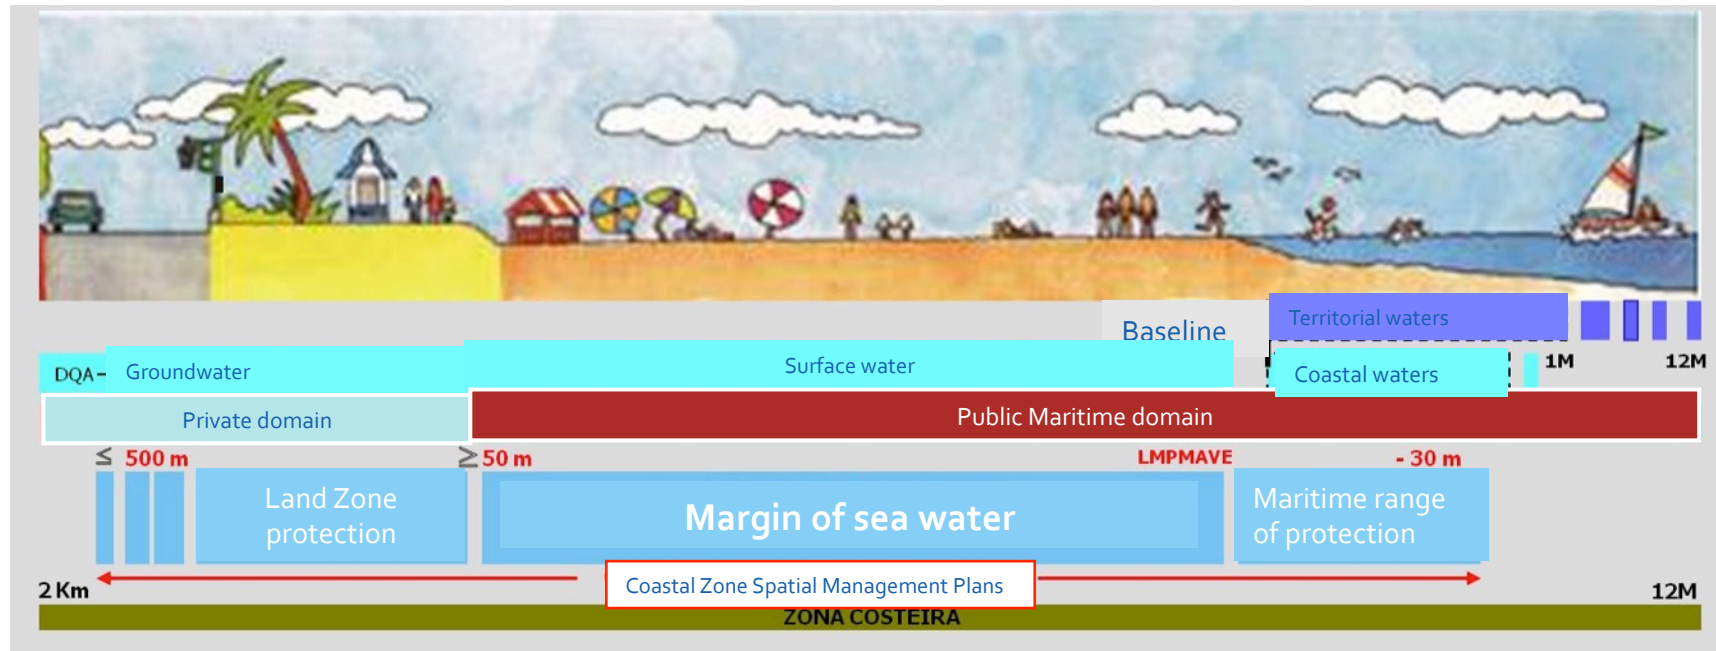 Baseline
Territorial waters
DQA-
Groundwater
Surface water
Coastal waters
1M
12M
Private domain
Public Maritime domain
≤ 500 m
≥ 50 m
LMPMAVE
- 30 m
Land Zone
protection
Margin of sea water
Maritime range
of protection
2 Km
Coastal Zone Spatial Management Plans
12M
ZONA COSTEIRA